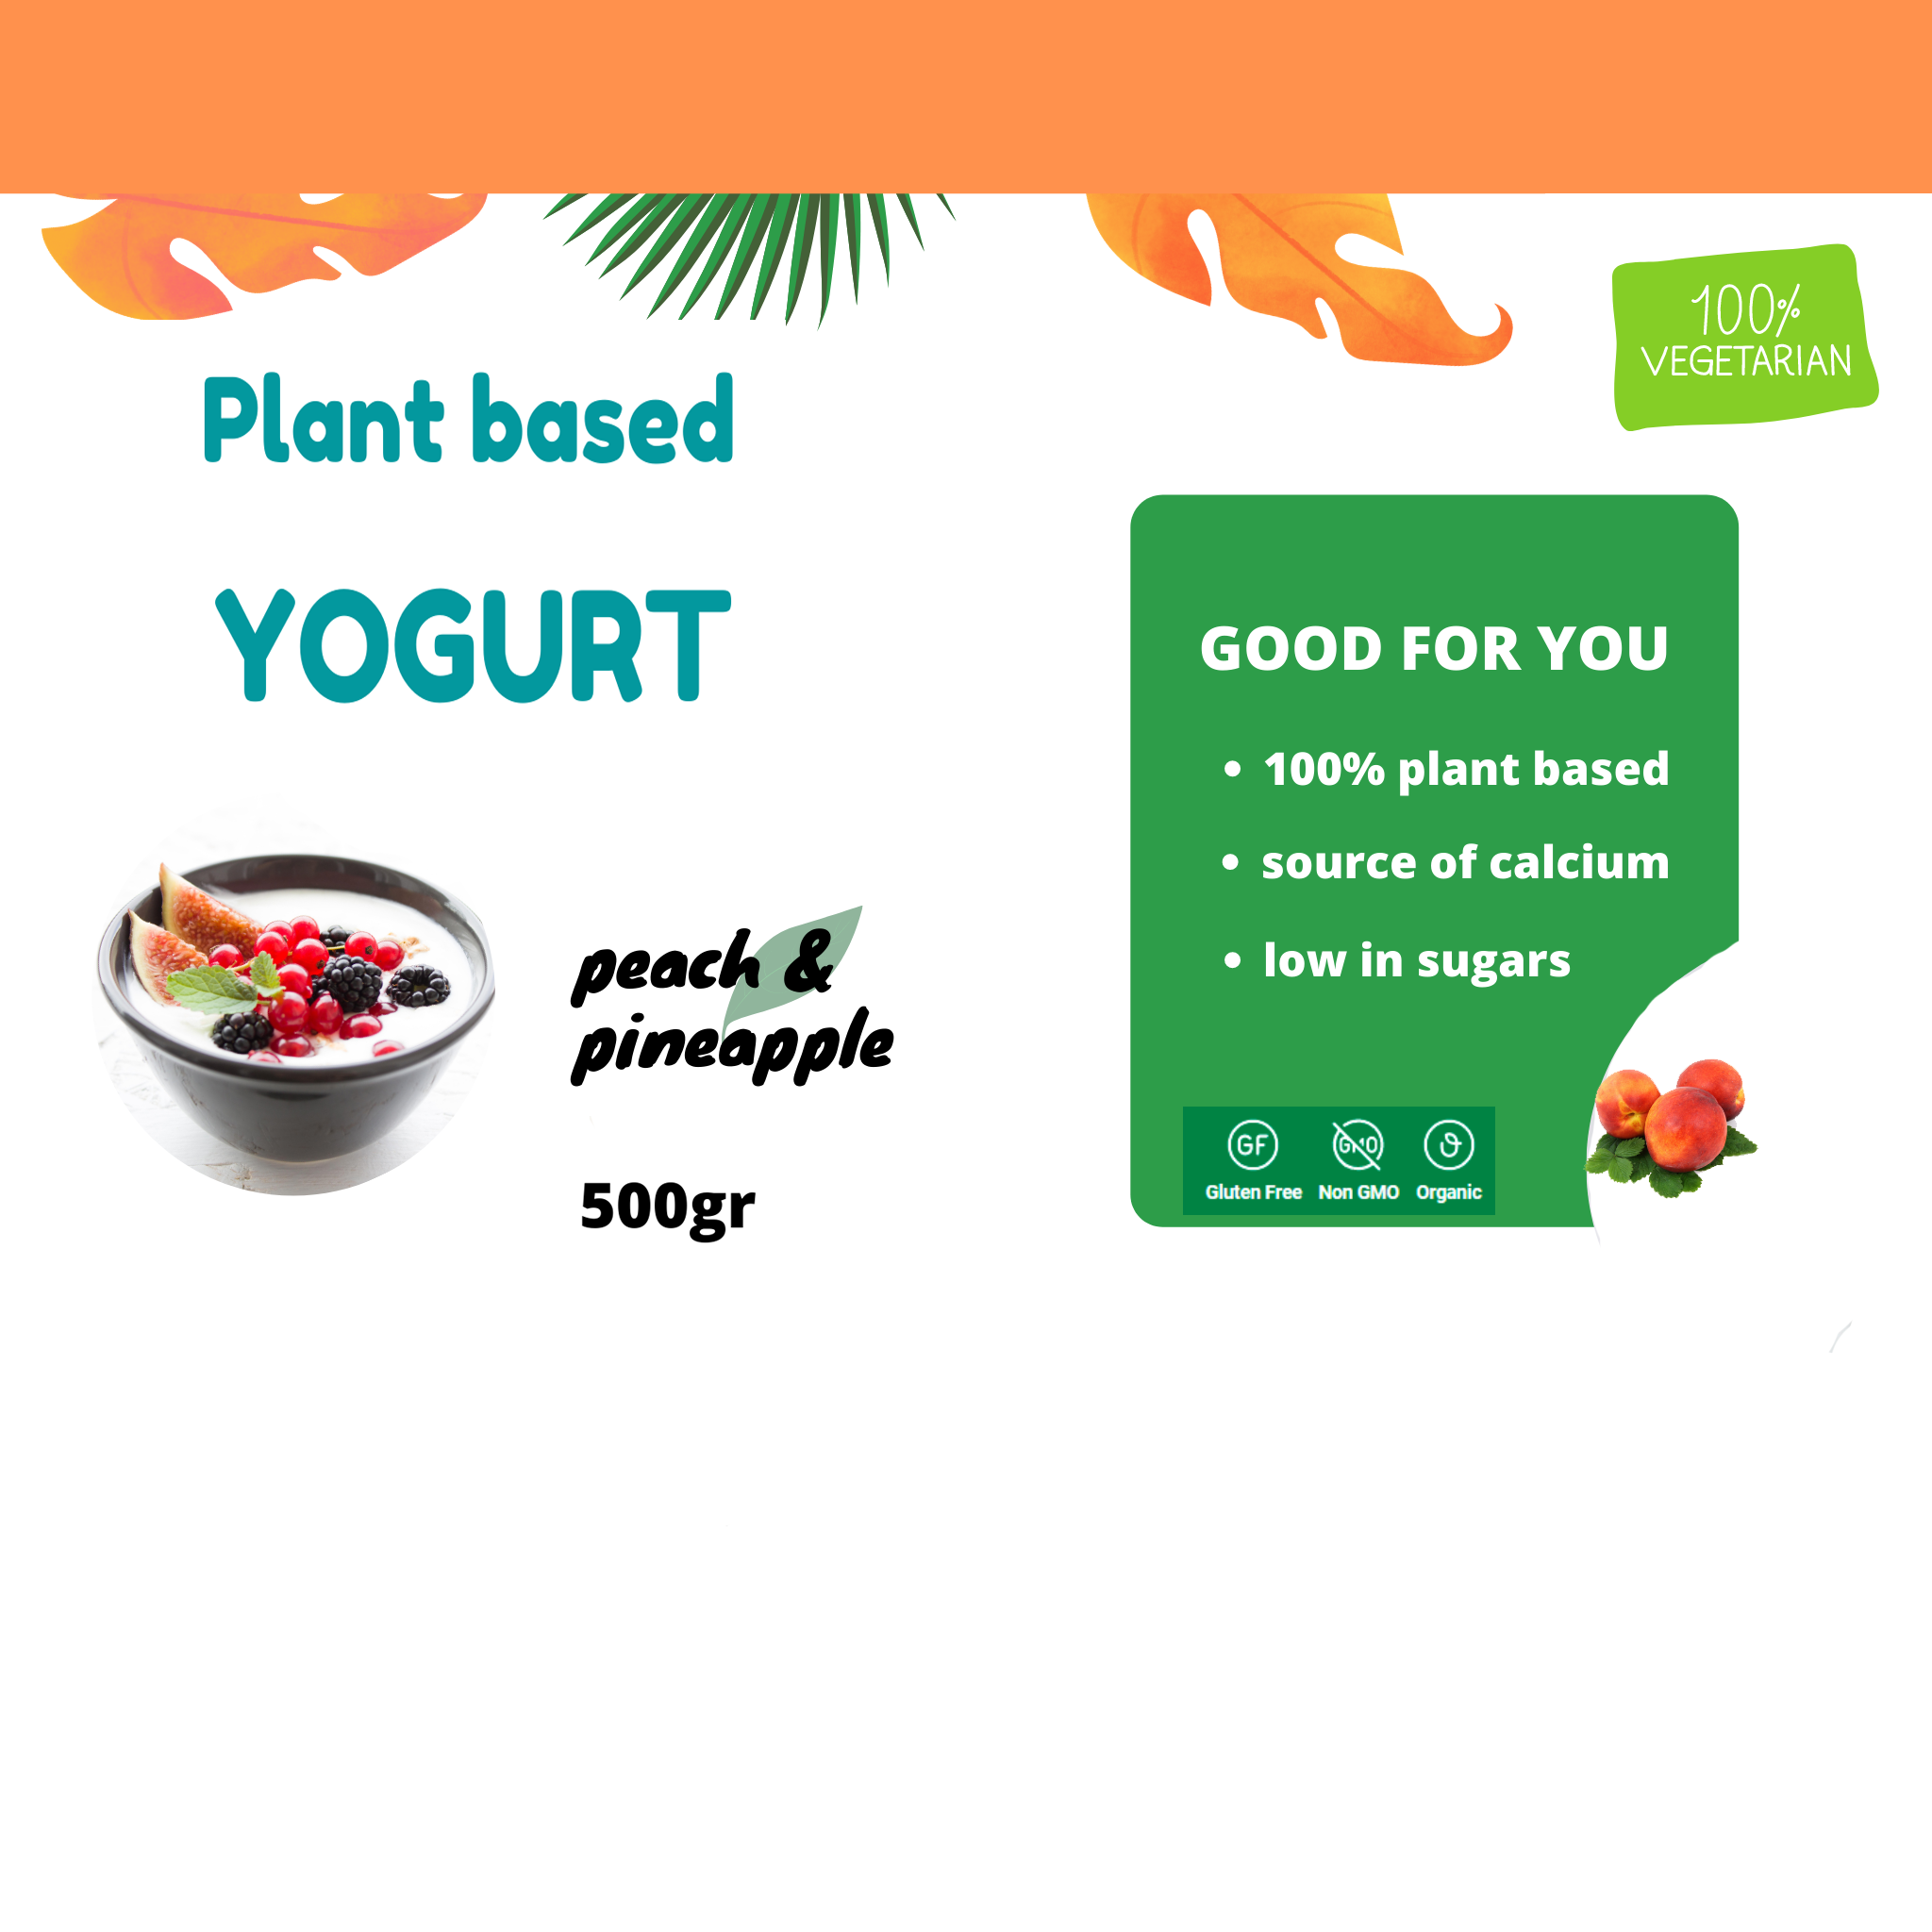 Plant based
YOGURT
peach &
pineapple
500gr
100%
VEGETARIAN
GOOD FOR YOU
• 100% plant based
• source of calcium
• low in sugars
GF
GMO
Gluten Free
Non GMO
Organic